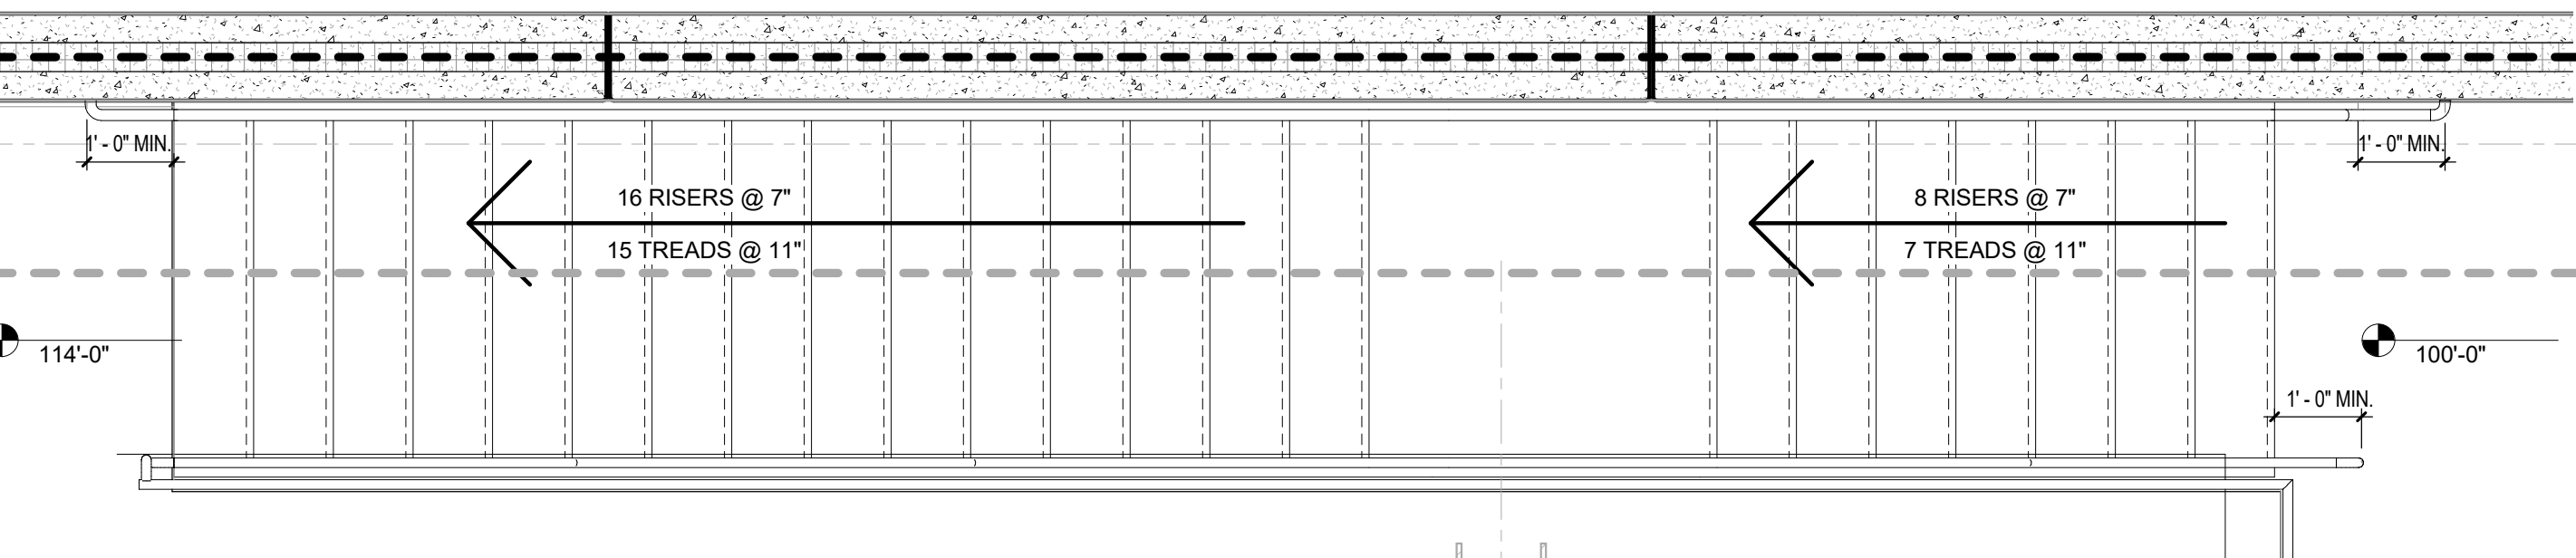 1' - 0" MIN.
1' - 0" MIN.
16 RISERS @ 7"
8 RISERS @ 7"
15 TREADS @ 11"
7 TREADS @ 11"
114'-0"
100'-0"
1' - 0" MIN.